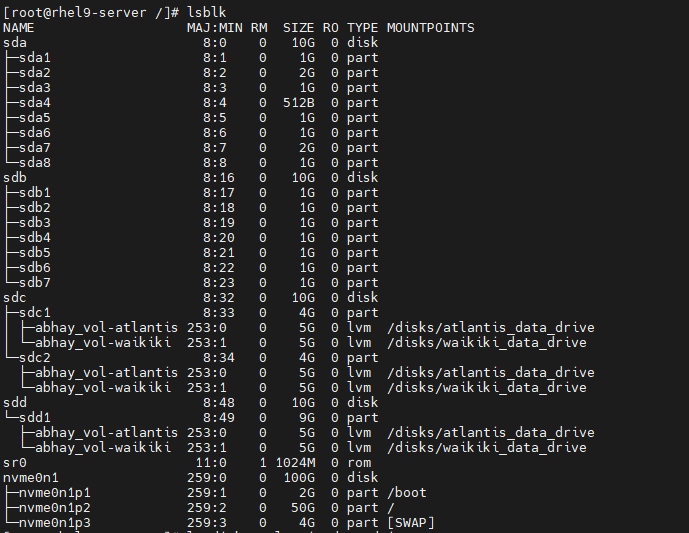 [root@rhel9-server /]# lsblk
NAME                   MAJ:MIN RM  SIZE RO TYPE MOUNTPOINTS
sda                      8:0    0   10G  0 disk
├─sda1                   8:1    0    1G  0 part
├─sda2                   8:2    0    2G  0 part
├─sda3                   8:3    0    1G  0 part
├─sda4                   8:4    0  512B  0 part
├─sda5                   8:5    0    1G  0 part
├─sda6                   8:6    0    1G  0 part
├─sda7                   8:7    0    2G  0 part
└─sda8                   8:8    0    1G  0 part
sdb                      8:16   0   10G  0 disk
├─sdb1                   8:17   0    1G  0 part
├─sdb2                   8:18   0    1G  0 part
├─sdb3                   8:19   0    1G  0 part
├─sdb4                   8:20   0    1G  0 part
├─sdb5                   8:21   0    1G  0 part
├─sdb6                   8:22   0    1G  0 part
└─sdb7                   8:23   0    1G  0 part
sdc                      8:32   0   10G  0 disk
├─sdc1                   8:33   0    4G  0 part
│ ├─abhay_vol-atlantis 253:0    0    5G  0 lvm  /disks/atlantis_data_drive
│ └─abhay_vol-waikiki  253:1    0    5G  0 lvm  /disks/waikiki_data_drive
└─sdc2                   8:34   0    4G  0 part
  ├─abhay_vol-atlantis 253:0    0    5G  0 lvm  /disks/atlantis_data_drive
  └─abhay_vol-waikiki  253:1    0    5G  0 lvm  /disks/waikiki_data_drive
sdd                      8:48   0   10G  0 disk
└─sdd1                   8:49   0    9G  0 part
  ├─abhay_vol-atlantis 253:0    0    5G  0 lvm  /disks/atlantis_data_drive
  └─abhay_vol-waikiki  253:1    0    5G  0 lvm  /disks/waikiki_data_drive
sr0                     11:0    1 1024M  0 rom
nvme0n1                259:0    0  100G  0 disk
├─nvme0n1p1            259:1    0    2G  0 part /boot
├─nvme0n1p2            259:2    0   50G  0 part /
└─nvme0n1p3            259:3    0    4G  0 part [SWAP]